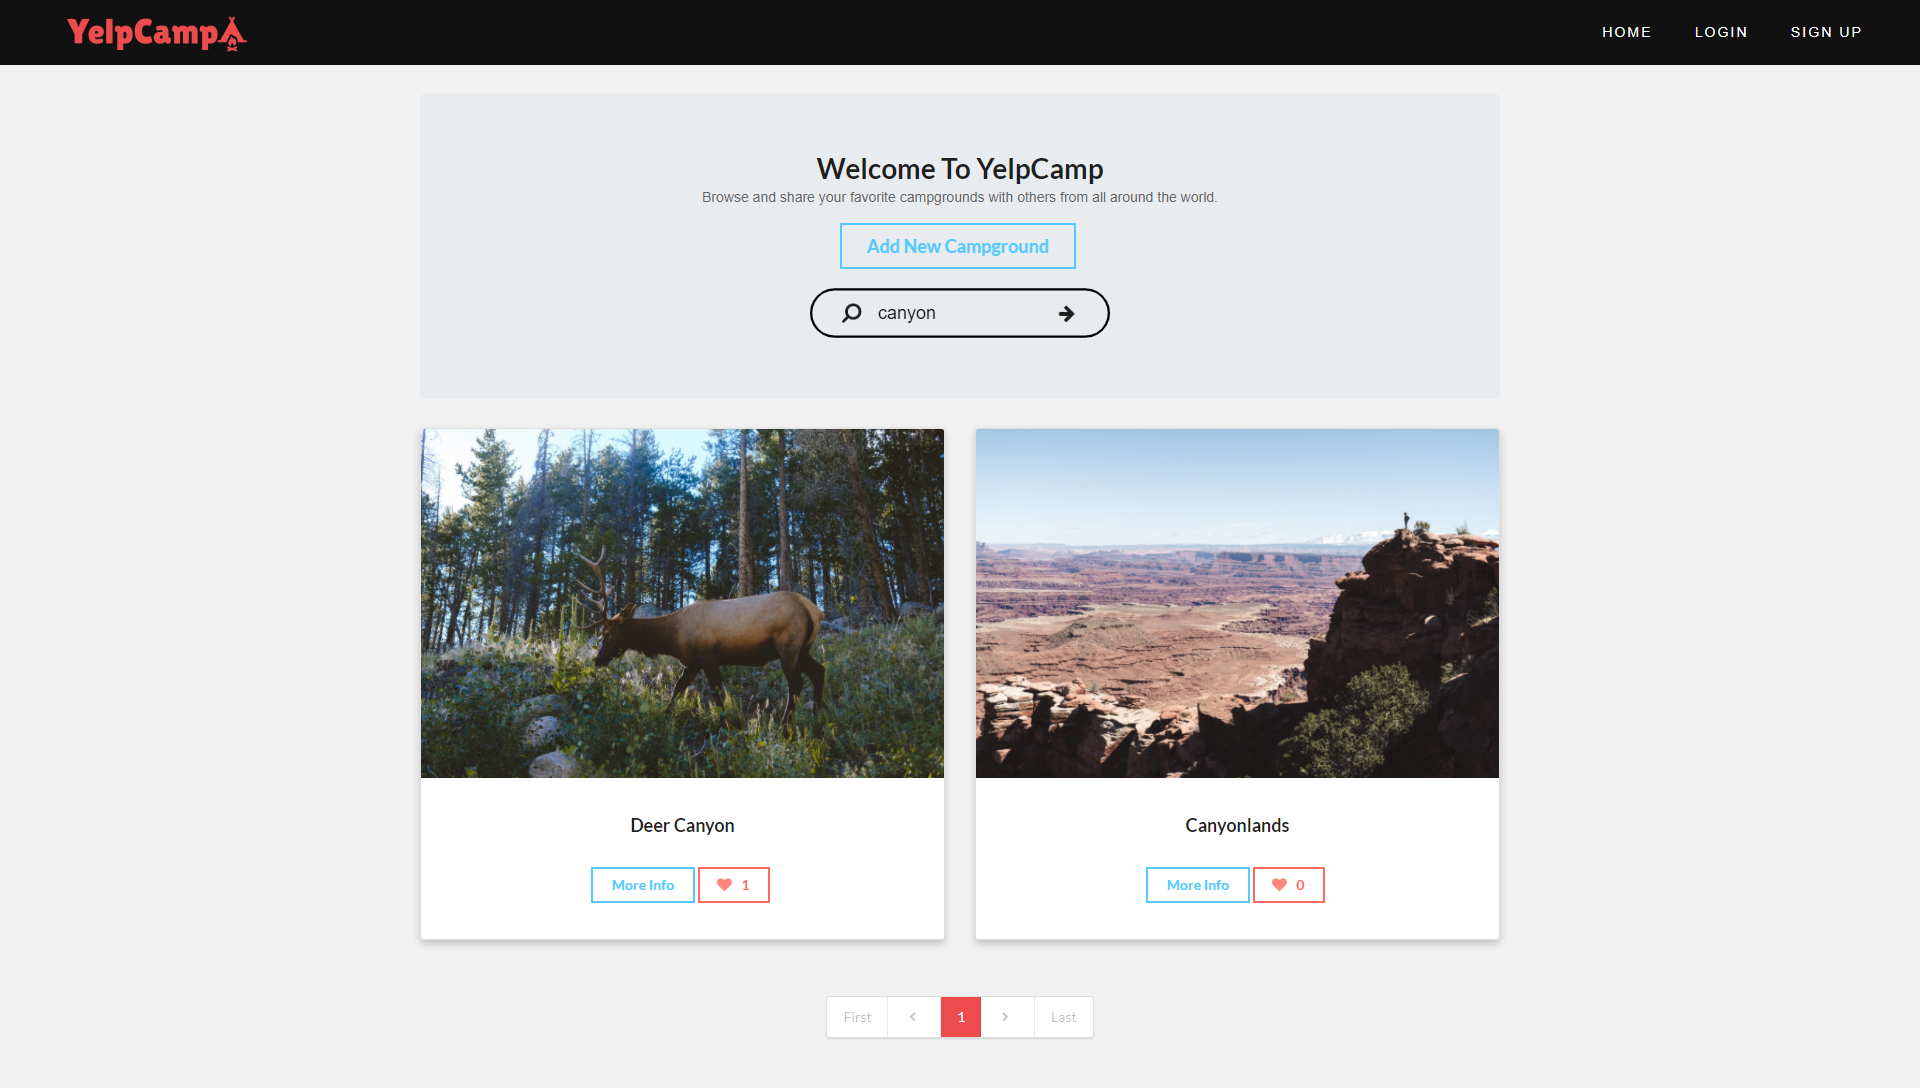 YelpCamp
HOME LOGIN SIGN UP
Welcome To YelpCamp
Browse and share your favorite campgrounds with others from all around the world.
Add New Campground
canyon
Deer Canyon
More Info 1
Canyonlands
More Info 0
First 1 Last